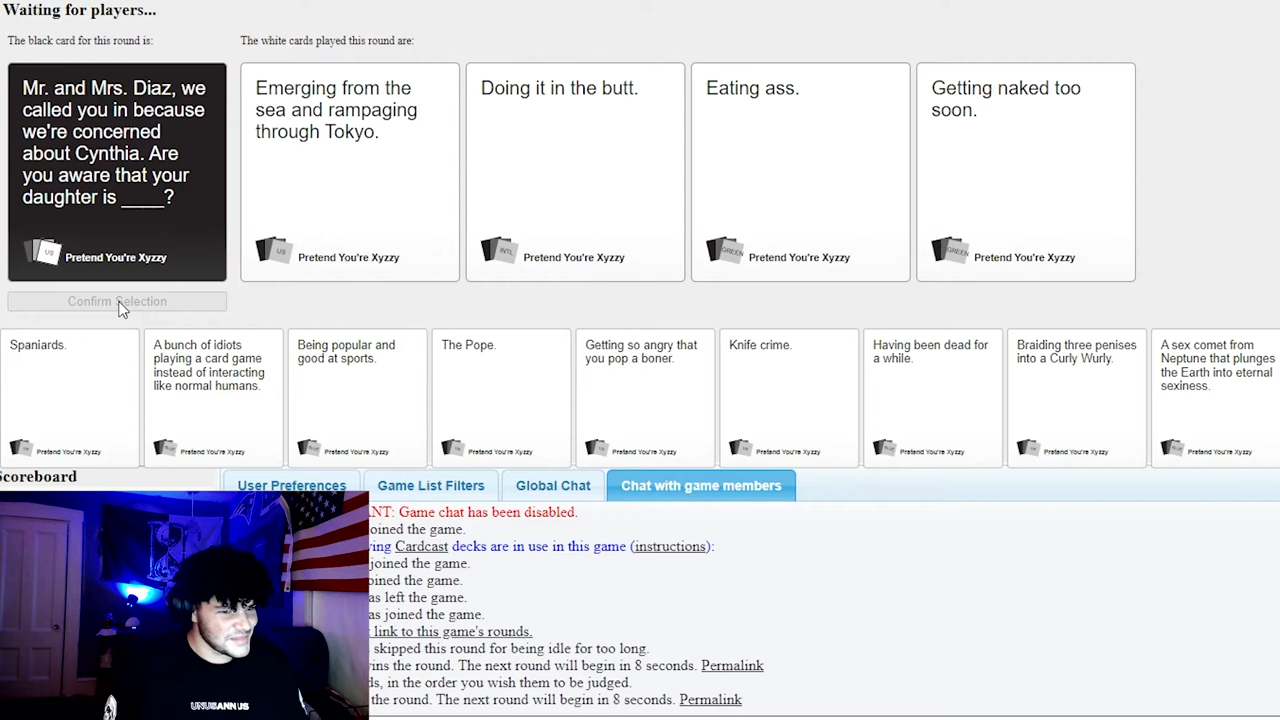 Waiting for players...
The black card for this round is:
The white cards played this round are:
Mr. and Mrs. Diaz, we
called you in because
we're concerned
about Cynthia. Are
you aware that your
daughter is ____?
US
Pretend You're Xyzzy
Emerging from the
sea and rampaging
through Tokyo.
US
Pretend You're Xyzzy
Doing it in the butt.
INTL
Pretend You're Xyzzy
Eating ass.
GREEN
Pretend You're Xyzzy
Getting naked too
soon.
GREEN
Pretend You're Xyzzy
Confirm Selection
Spaniards.
Pretend You're Xyzzy
A bunch of idiots
playing a card game
instead of interacting
like normal humans.
Pretend You're Xyzzy
Being popular and
good at sports.
Pretend You're Xyzzy
The Pope.
Pretend You're Xyzzy
Getting so angry that
you pop a boner.
Pretend You're Xyzzy
Knife crime.
Pretend You're Xyzzy
Having been dead for
a while.
Pretend You're Xyzzy
Braiding three penises
into a Curly Wurly.
Pretend You're Xyzzy
A sex comet from
Neptune that plunges
the Earth into eternal
sexiness.
Pretend You're Xyzzy
Scoreboard
User Preferences
Game List Filters
Global Chat
Chat with game members
ANT: Game chat has been disabled.
joined the game.
ving Cardcast decks are in use in this game (instructions):
joined the game.
oined the game.
as left the game.
as joined the game.
link to this game's rounds.
skipped this round for being idle for too long.
vins the round. The next round will begin in 8 seconds. Permalink
ds, in the order you wish them to be judged.
the round. The next round will begin in 8 seconds. Permalink
UNUSANNUS